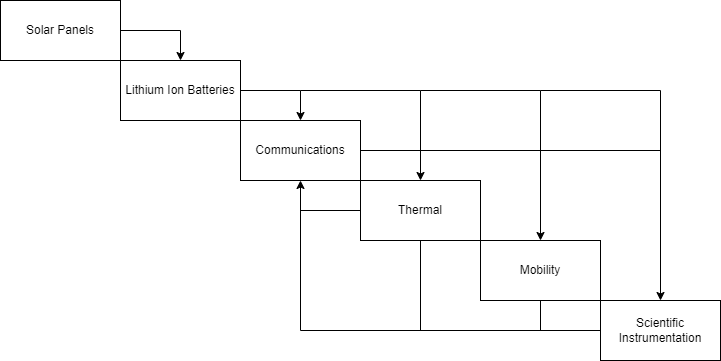 Solar Panels
Lithium Ion Batteries
Communications
Thermal
Mobility
Scientific
Instrumentation